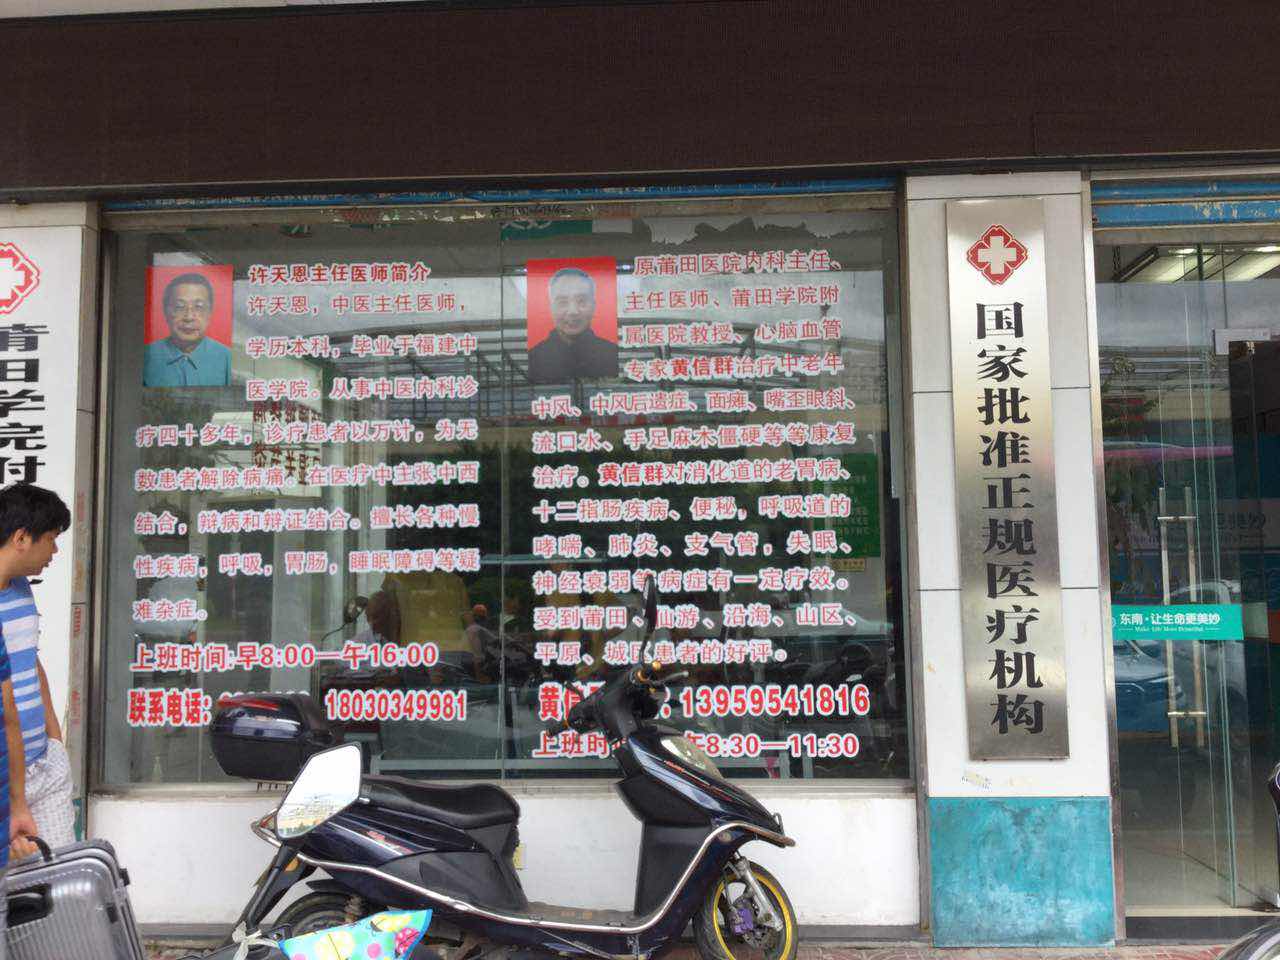 莆田学院附
许天恩主任医师简介
许天恩，中医主任医师，
学历本科，毕业于福建中
医学院。从事中医内科诊
疗四十多年，诊疗患者以万计，为无
数患者解除病痛。在医疗中主张中西
结合，辩病和辩证结合。擅长各种慢
性疾病，呼吸，胃肠，睡眠障碍等疑
难杂症。
上班时间:早8:00—午16:00
联系电话: 18030349981
原莆田医院内科主任、
主任医师、莆田学院附
属医院教授、心脑血管
专家黄信群治疗中老年
中风、中风后遗症、面瘫、嘴歪眼斜、
流口水、手足麻木僵硬等等康复
治疗。黄信群对消化道的老胃病、
十二指肠疾病、便秘，呼吸道的
哮喘、肺炎、支气管，失眠、
神经衰弱等病症有一定疗效。
受到莆田、仙游、沿海、山区、
平原、城区患者的好评。
黄信 : 13959541816
上班时 午8:30—11:30
国家批准正规医疗机构
东南·让生命更美妙
Make Life More Beautiful